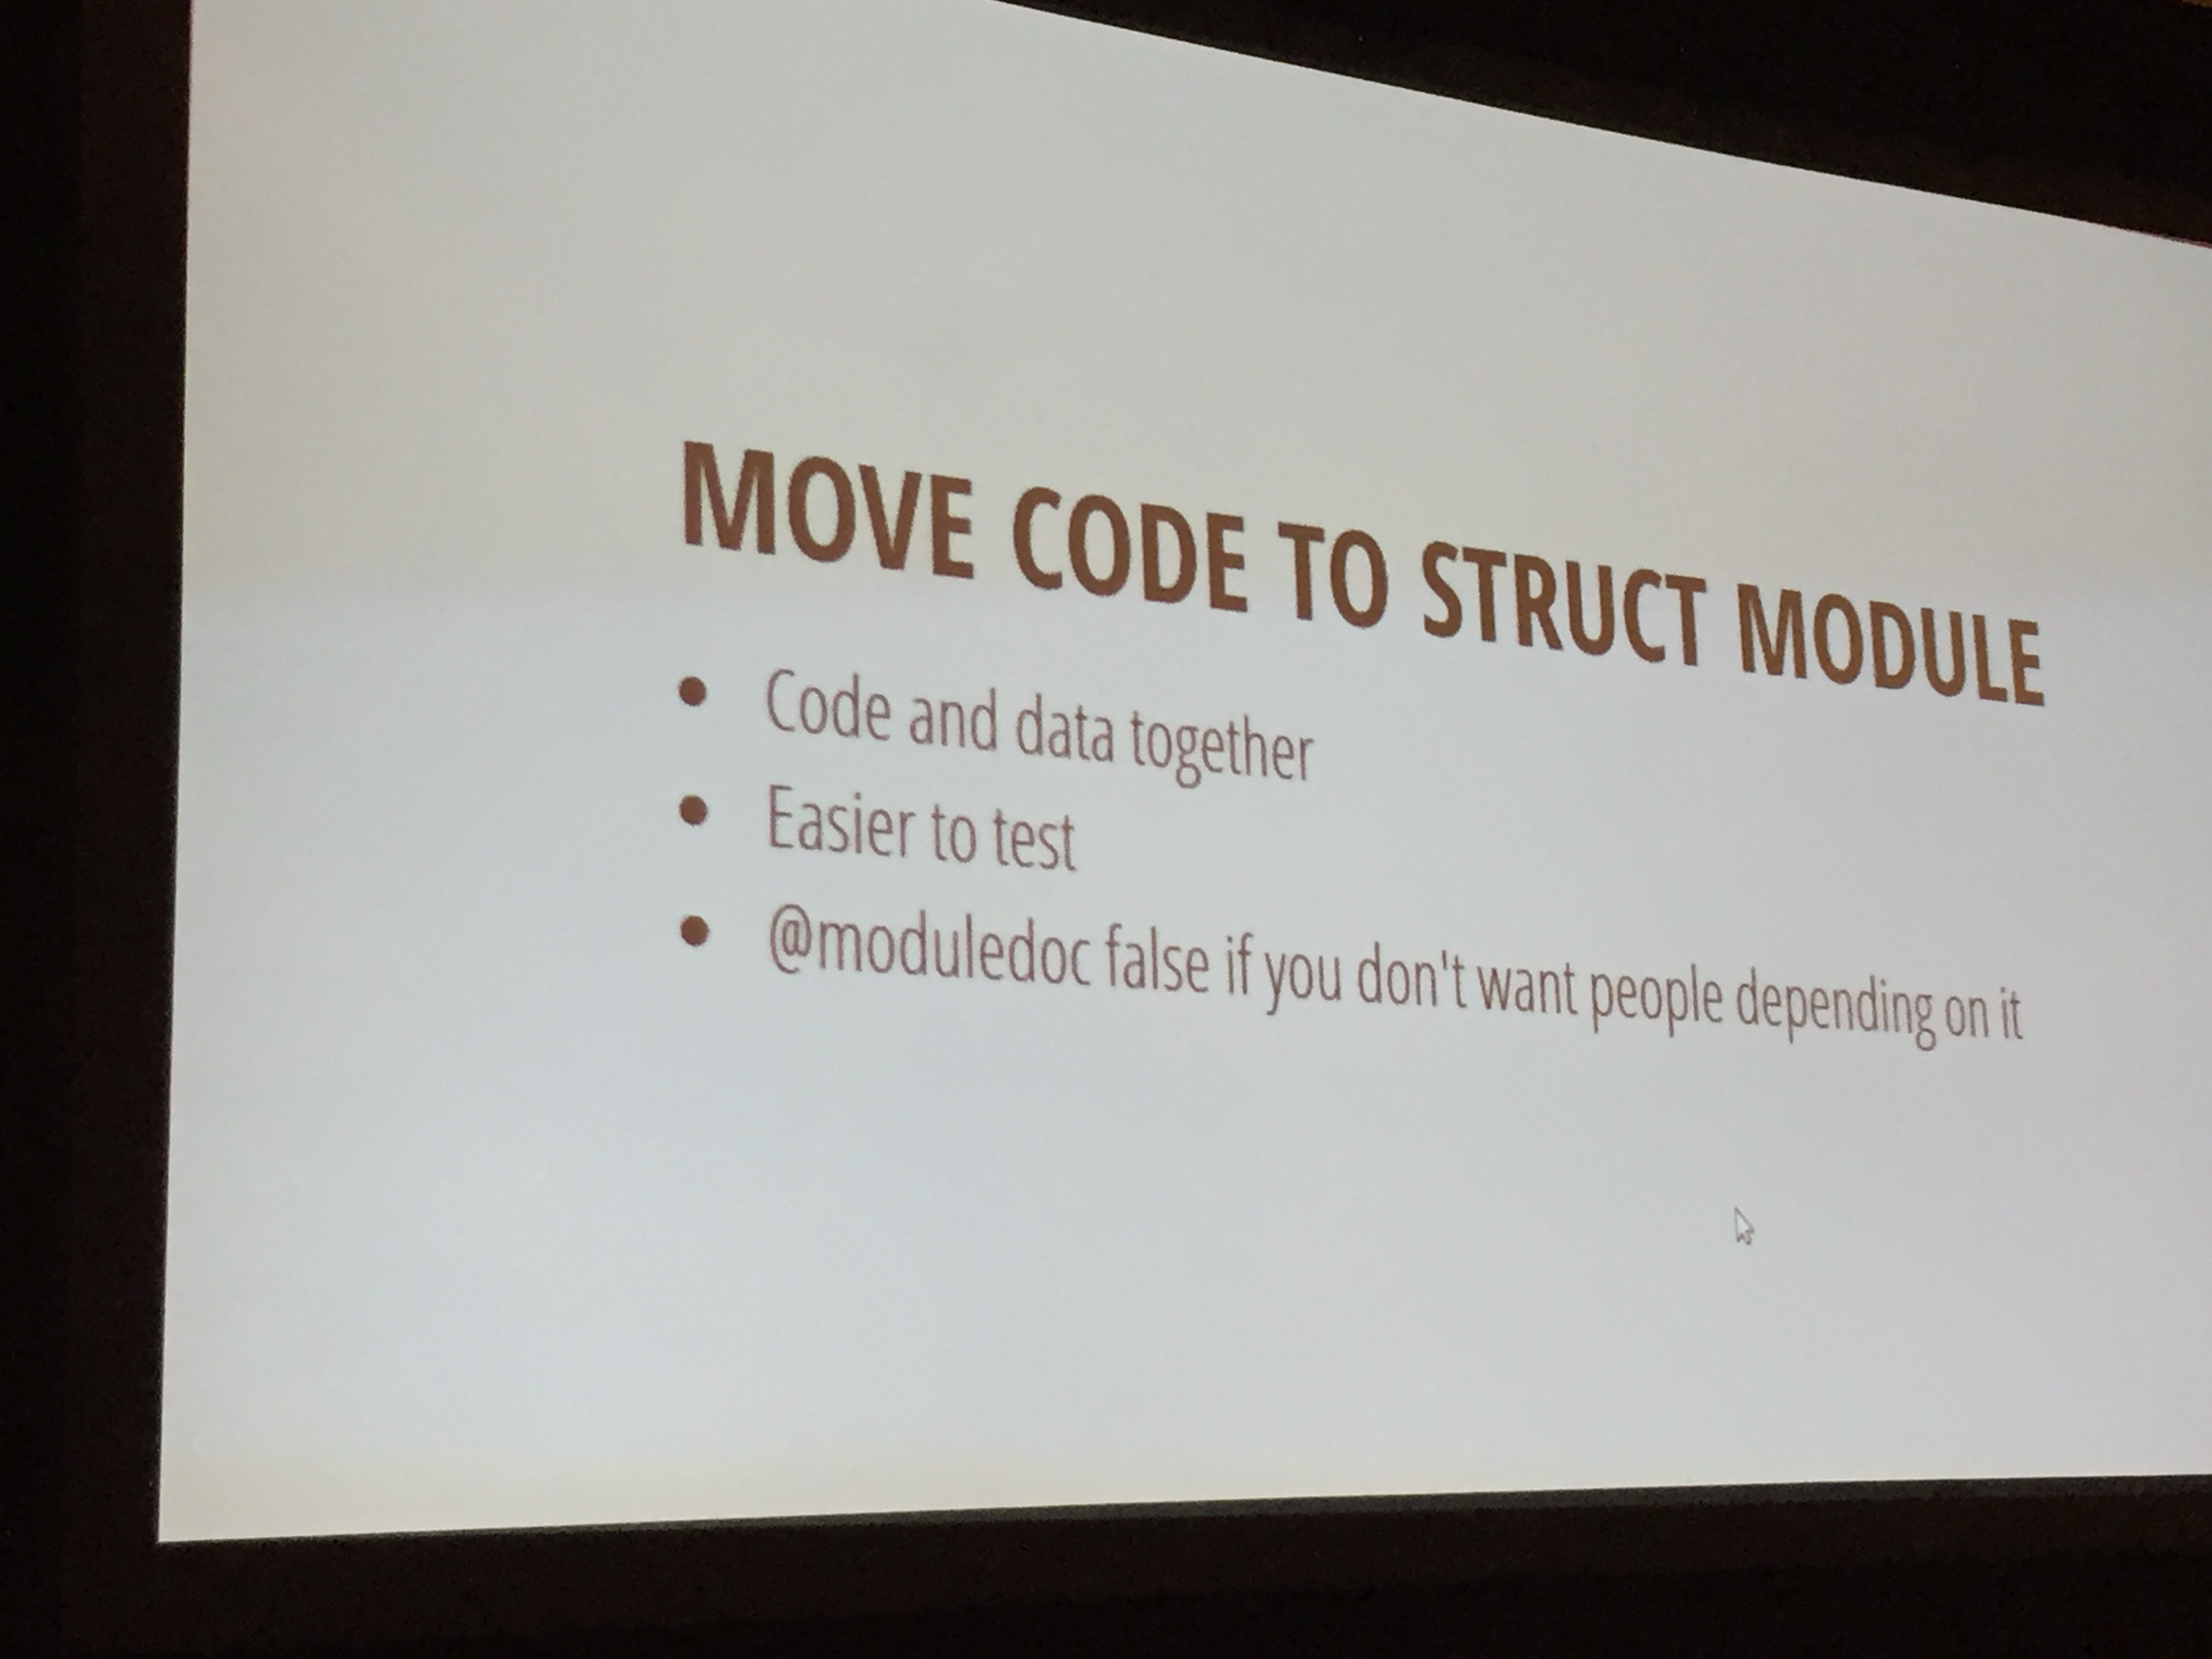 MOVE CODE TO STRUCT MODULE
• Code and data together
• Easier to test
• @moduledoc false if you don't want people depending on it